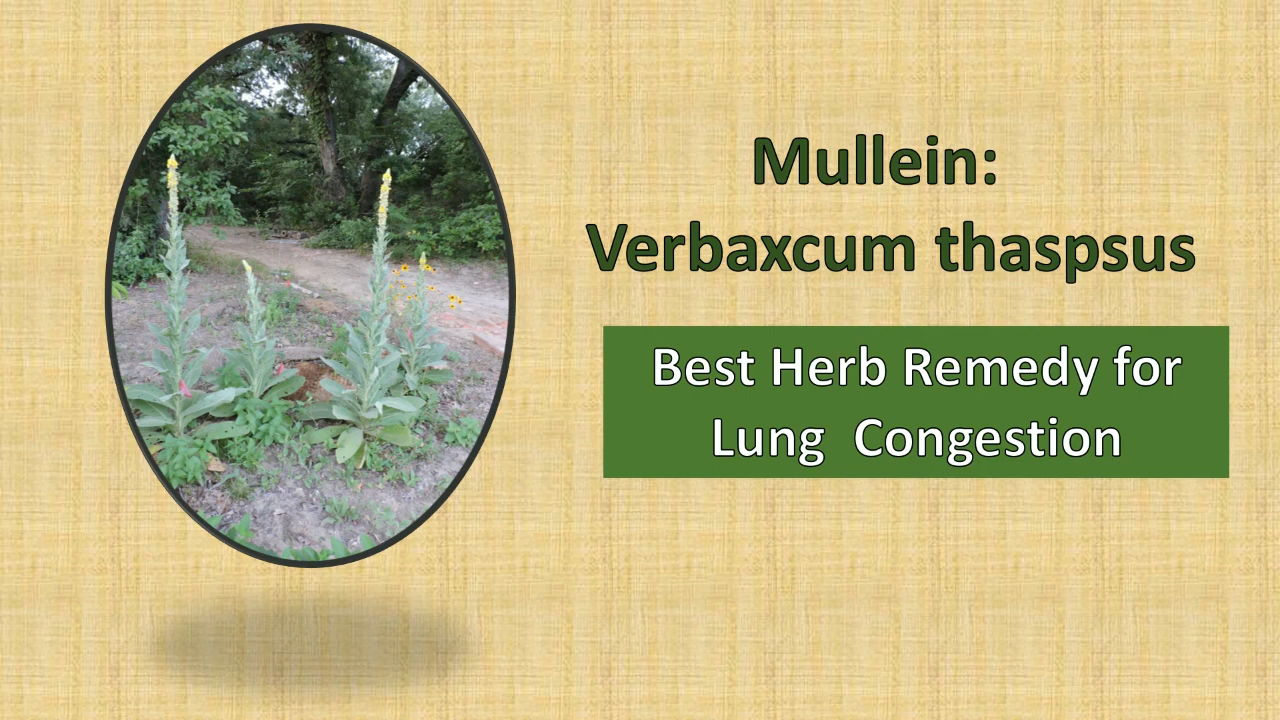 Mullein:
Verbaxcum thaspsus
Best Herb Remedy for
Lung  Congestion